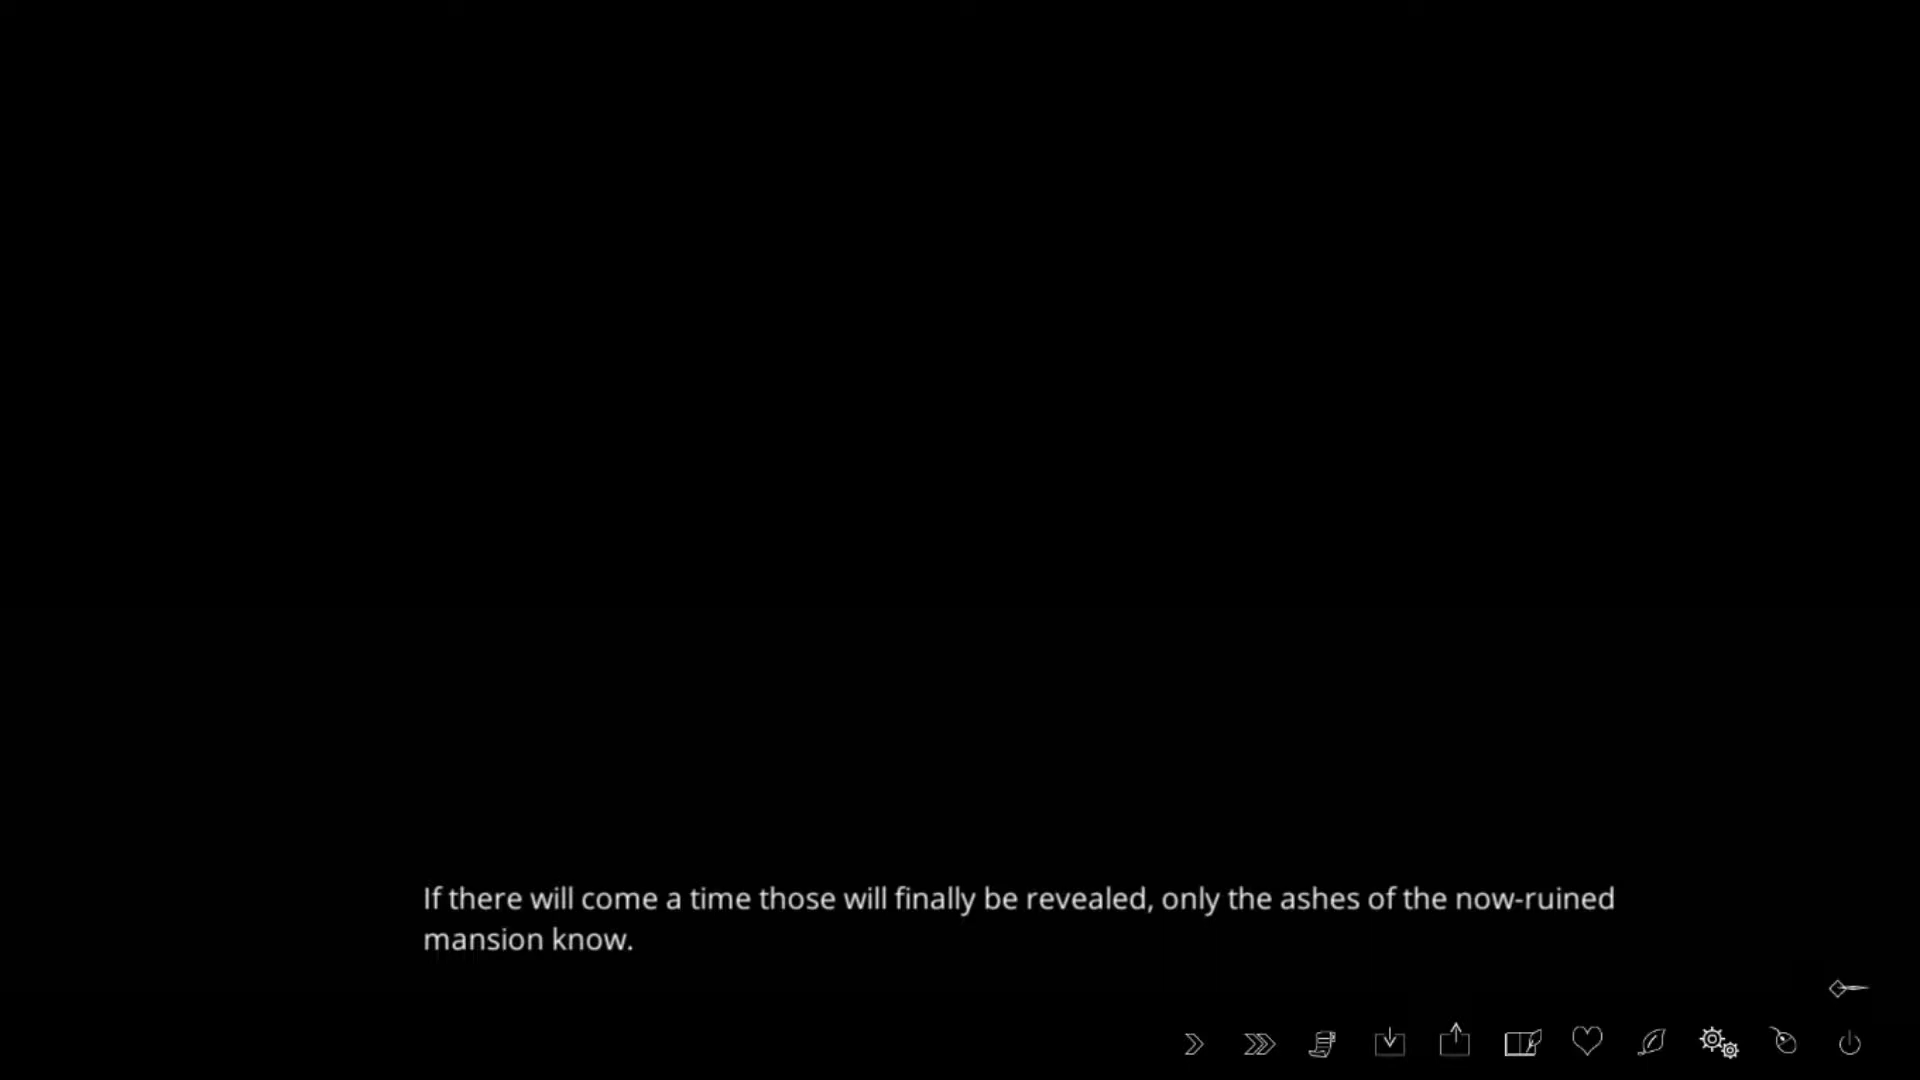 If there will come a time those will finally be revealed, only the ashes of the now-ruined
mansion know.